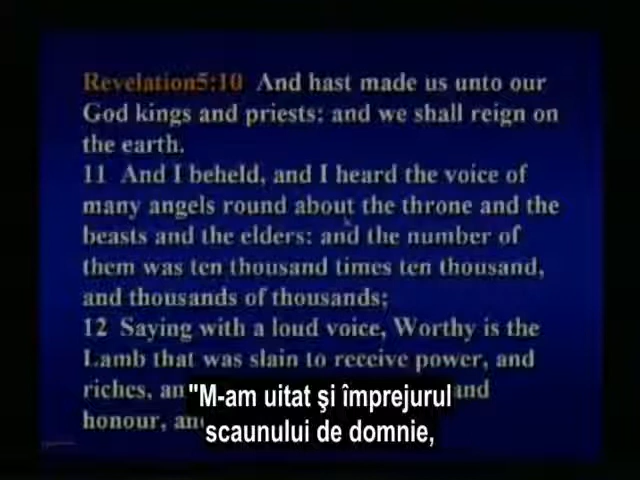 Revelation5:10 And hast made us unto our
God kings and priests: and we shall reign on
the earth.
11 And I beheld, and I heard the voice of
many angels round about the throne and the
beasts and the elders: and the number of
them was ten thousand times ten thousand,
and thousands of thousands;
12 Saying with a loud voice, Worthy is the
Lamb that was slain to receive power, and
riches, and
honour,
"M-am uitat şi împrejurul
scaunului de domnie,